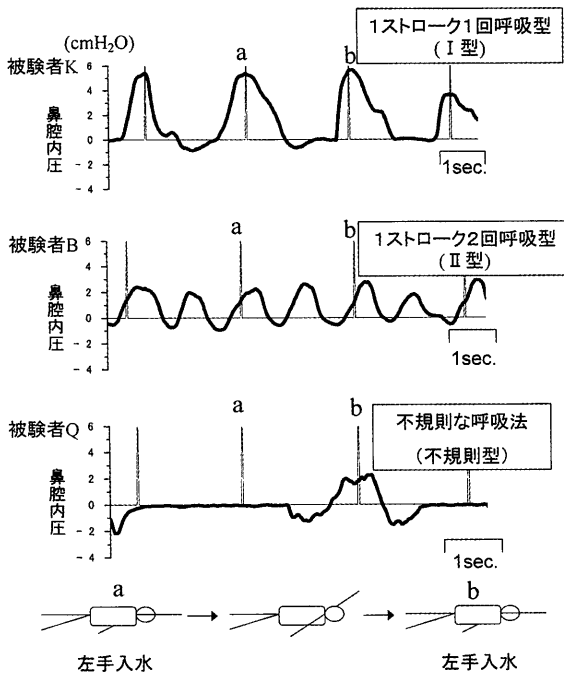 1ストローク1回呼吸型
(Ⅰ型)
(cmH₂O)
a
b
被験者K
鼻腔内圧
6
4
2
0
- 2
- 4
1sec.
1ストローク2回呼吸型
(Ⅱ型)
a
b
被験者B
鼻腔内圧
6
4
2
0
- 2
- 4
1sec.
不規則な呼吸法
(不規則型)
a
b
被験者Q
鼻腔内圧
6
4
2
0
- 2
- 4
1sec.
a
b
左手入水
左手入水